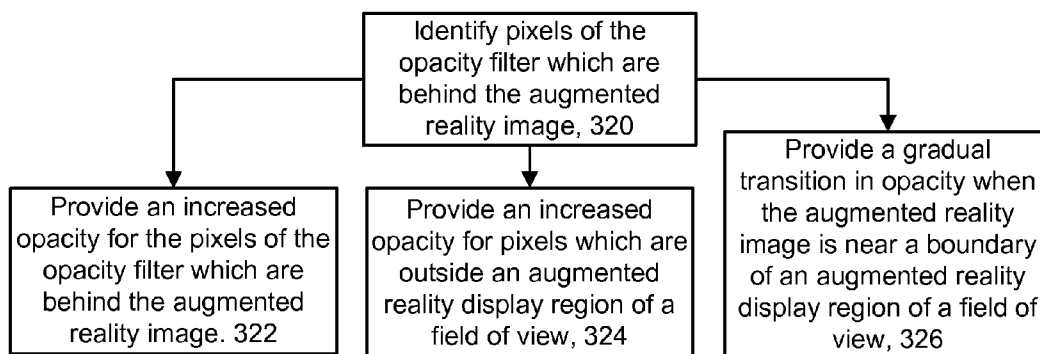 Identify pixels of the
opacity filter which are
behind the augmented
reality image, 320
Provide an increased
opacity for the pixels of the
opacity filter which are
behind the augmented
reality image. 322
Provide an increased
opacity for pixels which are
outside an augmented
reality display region of a
field of view, 324
Provide a gradual
transition in opacity when
the augmented reality
image is near a boundary
of an augmented reality
display region of a field of
view, 326